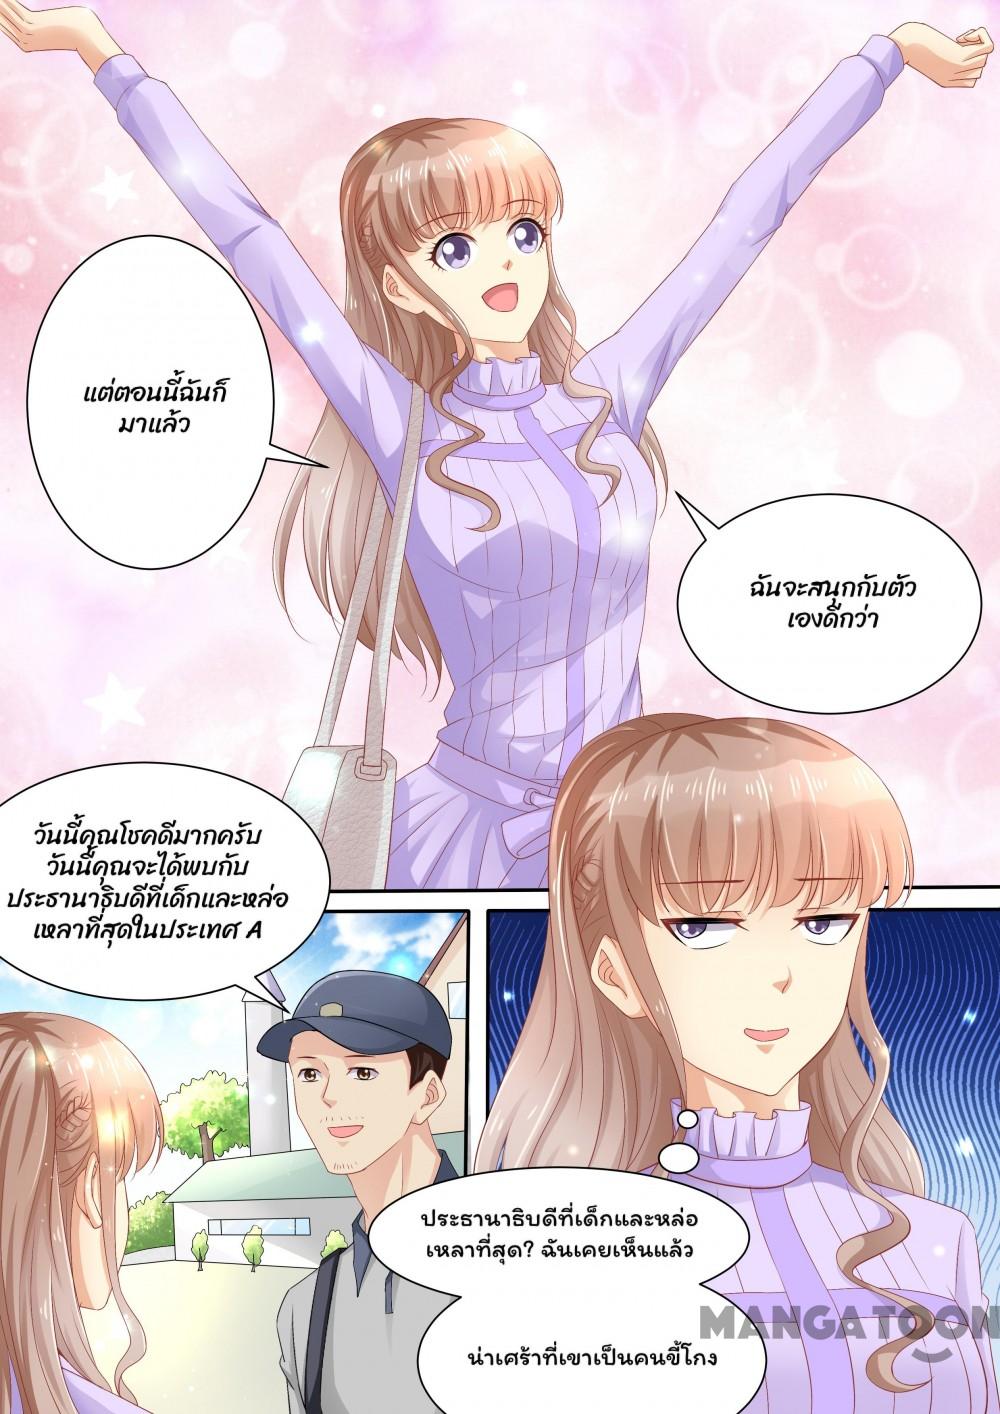 แต่ตอนนี้ฉันก็
มาแล้ว
ฉันจะสนุกกับตัว
เองดีกว่า
วันนี้คุณโชคดีมากครับ
วันนี้คุณจะได้พบกับ
ประธานาธิบดีที่เด็กและหล่อ
เหลาที่สุดในประเทศ A
ประธานาธิบดีที่เด็กและหล่อ
เหลาที่สุด? ฉันเคยเห็นแล้ว
น่าเศร้าที่เขาเป็นคนขี้โกง
MANGATOON